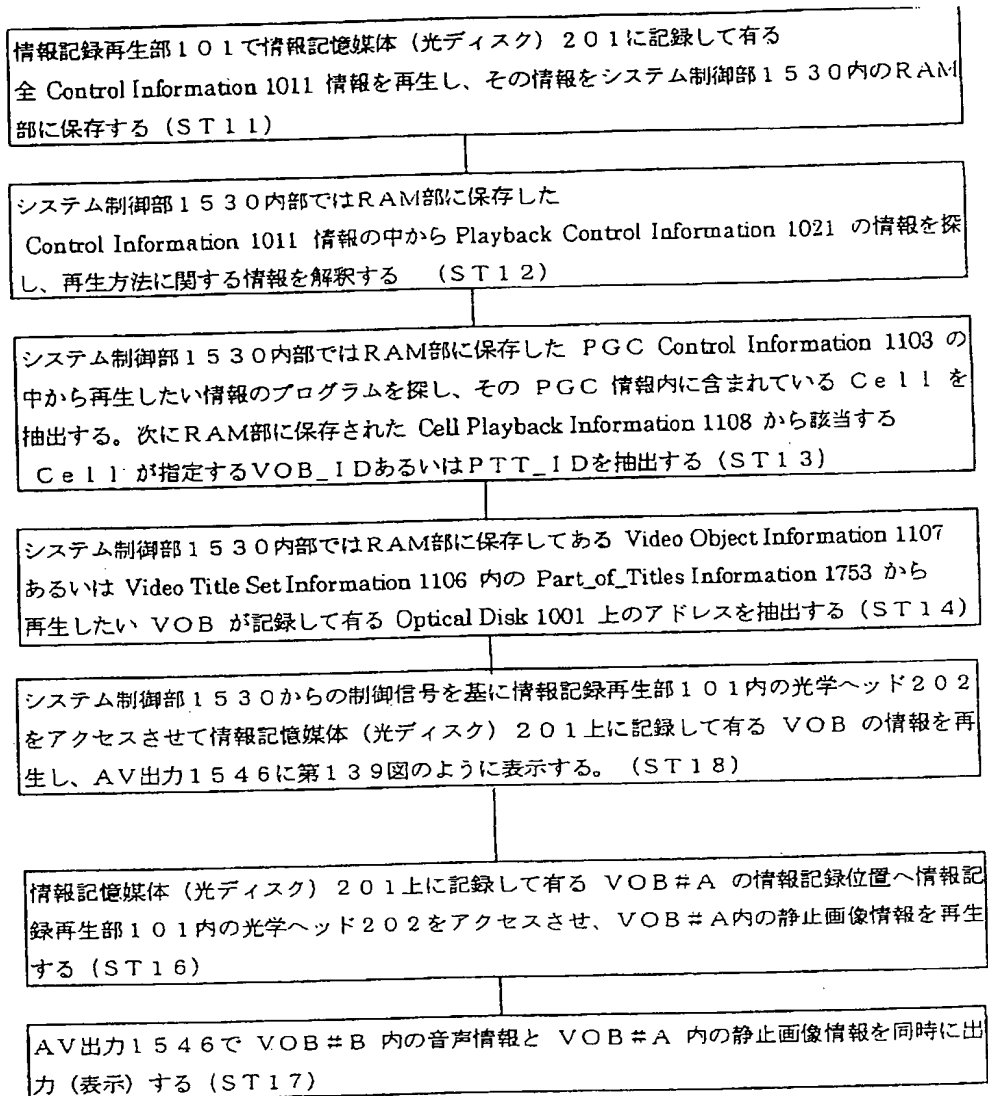 情報記録再生部101で情報記憶媒体（光ディスク）201に記録して有る
全 Control Information 1011 情報を再生し、その情報をシステム制御部1530内のRAM
部に保存する（ST11）
システム制御部1530内部ではRAM部に保存した
Control Information 1011 情報の中から Playback Control Information 1021 の情報を探
し、再生方法に関する情報を解釈する （ST12）
システム制御部1530内部ではRAM部に保存した PGC Control Information 1103 の
中から再生したい情報のプログラムを探し、その PGC 情報内に含まれている Cell を
抽出する。次にRAM部に保存された Cell Playback Information 1108 から該当する
Cell が指定するVOB_IDあるいはPTT_IDを抽出する（ST13）
システム制御部1530内部ではRAM部に保存してある Video Object Information 1107
あるいは Video Title Set Information 1106 内の Part_of_Titles Information 1753 から
再生したい VOB が記録して有る Optical Disk 1001 上のアドレスを抽出する（ST14）
システム制御部1530からの制御信号を基に情報記録再生部101内の光学ヘッド202
をアクセスさせて情報記憶媒体（光ディスク）201上に記録して有る VOB の情報を再
生し、AV出力1546に第139図のように表示する。（ST18）
情報記憶媒体（光ディスク）201上に記録して有る VOB#A の情報記録位置へ情報記
録再生部101内の光学ヘッド202をアクセスさせ、VOB#A内の静止画像情報を再生
する（ST16）
AV出力1546で VOB#B 内の音声情報と VOB#A 内の静止画像情報を同時に出
力（表示）する（ST17）